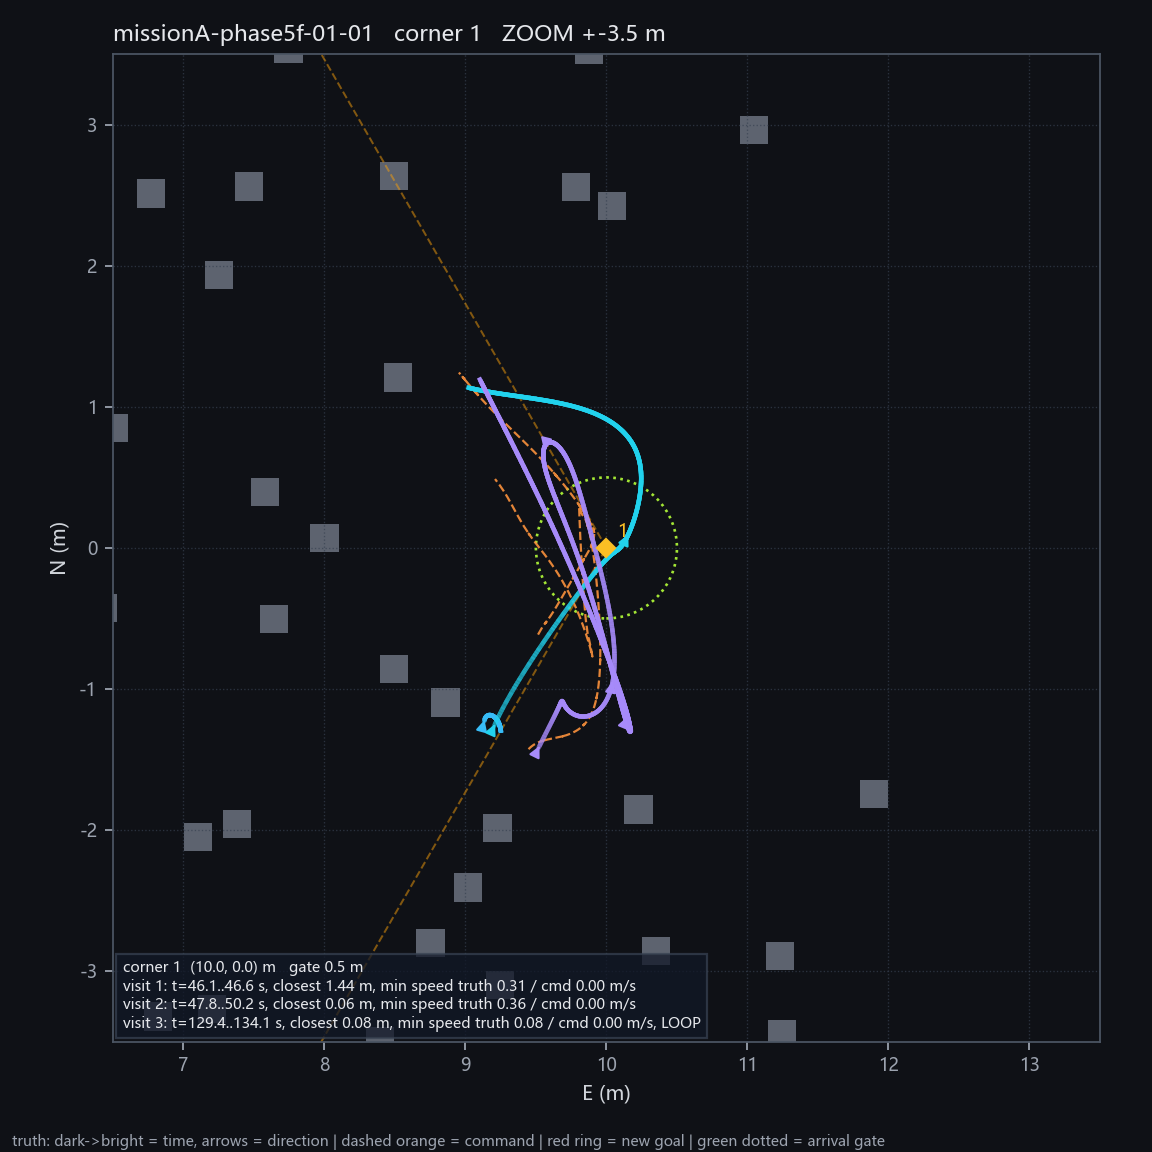 missionA-phase5f-01-01   corner 1   ZOOM +-3.5 m
3
2
1
0
-1
-2
-3
N (m)
1
corner 1  (10.0, 0.0) m   gate 0.5 m
visit 1: t=46.1..46.6 s, closest 1.44 m, min speed truth 0.31 / cmd 0.00 m/s
visit 2: t=47.8..50.2 s, closest 0.06 m, min speed truth 0.36 / cmd 0.00 m/s
visit 3: t=129.4..134.1 s, closest 0.08 m, min speed truth 0.08 / cmd 0.00 m/s, LOOP
7 8 9 10 11 12 13
E (m)
truth: dark->bright = time, arrows = direction | dashed orange = command | red ring = new goal | green dotted = arrival gate